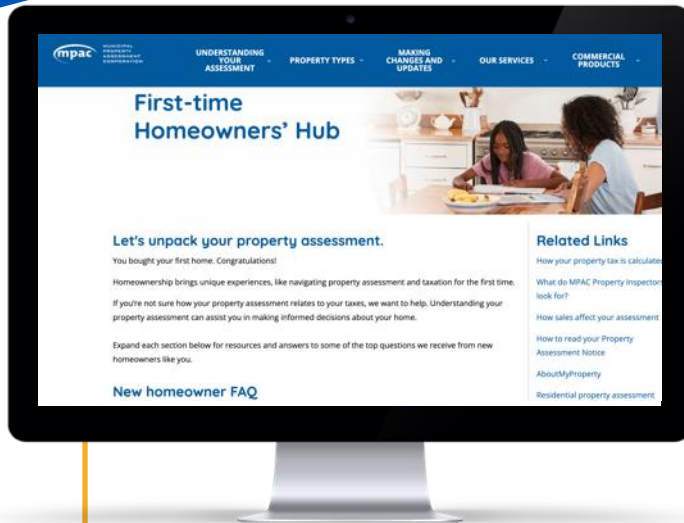 mpac
MUNICIPAL
PROPERTY
ASSESSMENT
CORPORATION
UNDERSTANDING
YOUR
ASSESSMENT
PROPERTY TYPES
MAKING
CHANGES AND
UPDATES
OUR SERVICES
COMMERCIAL
PRODUCTS
First-time
Homeowners' Hub
Let's unpack your property assessment.
You bought your first home. Congratulations!
Homeownership brings unique experiences, like navigating property assessment and taxation for the first time.
If you're not sure how your property assessment relates to your taxes, we want to help. Understanding your
property assessment can assist you in making informed decisions about your home.
Expand each section below for resources and answers to some of the top questions we receive from new
homeowners like you.
New homeowner FAQ
Related Links
How your property tax is calculated
What do MPAC Property Inspectors
look for?
How sales affect your assessment
How to read your Property
Assessment Notice
AboutMyProperty
Residential property assessment